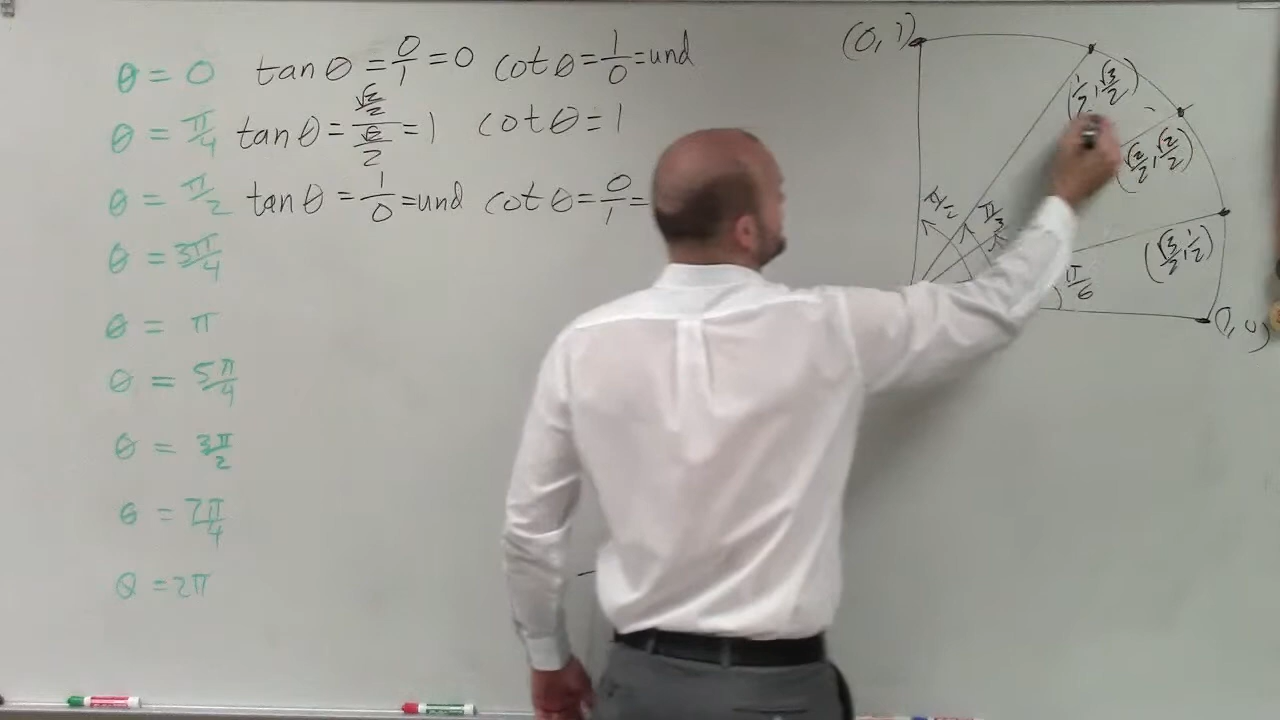 θ = 0 tan θ = 0/1 = 0 cot θ = 1/0 = und
θ = π/4 tan θ = (√2/2)/(√2/2) = 1 cot θ = 1
θ = π/2 tan θ = 1/0 = und cot θ = 0/1 =
θ = 3π/4
θ = π
θ = 5π/4
θ = 3π/2
θ = 7π/4
θ = 2π
(0, 1)
(1/2, √3/2)
(√2/2, √2/2)
π/2
π/3
(√3/2, 1/2)
π/6
(1, 0)